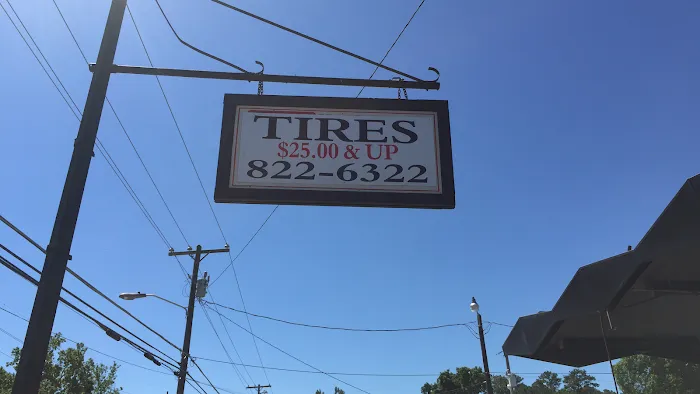 TIRES
$25.00 & UP
822-6322